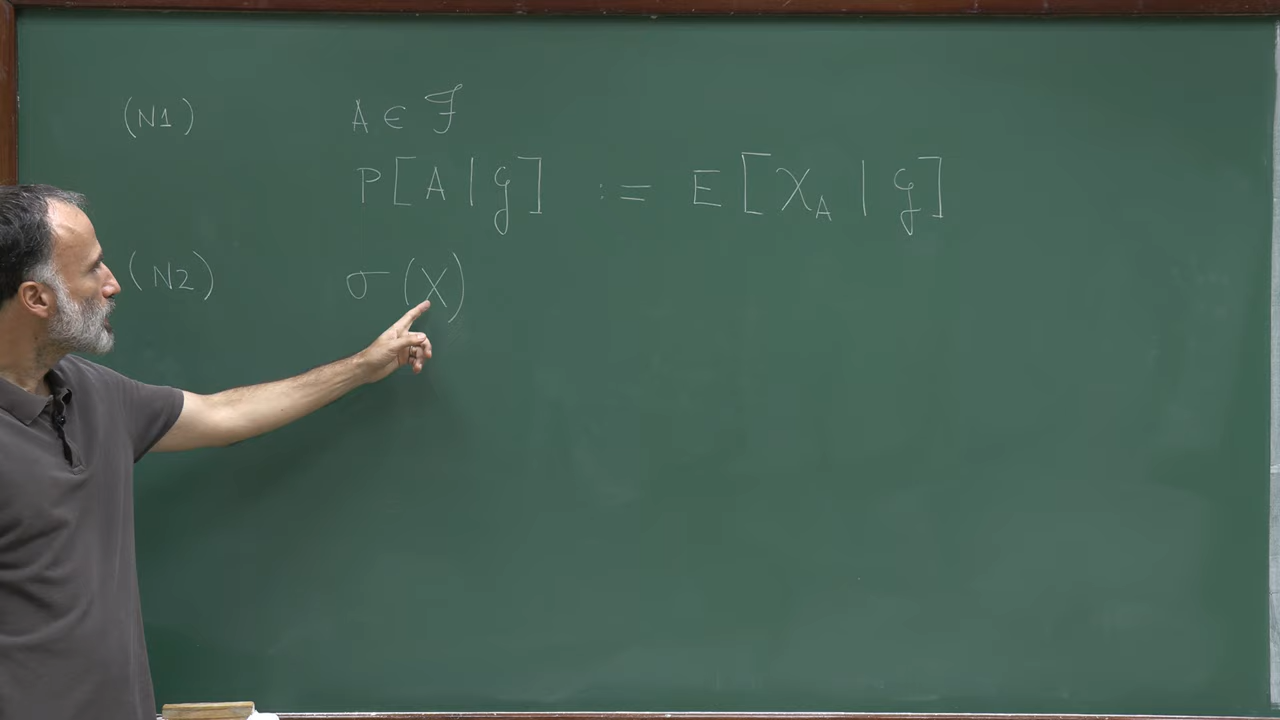 (N1) A ∈ ℱ
P[A | 𝒢] := E[χ_A | 𝒢]
(N2) σ(X)